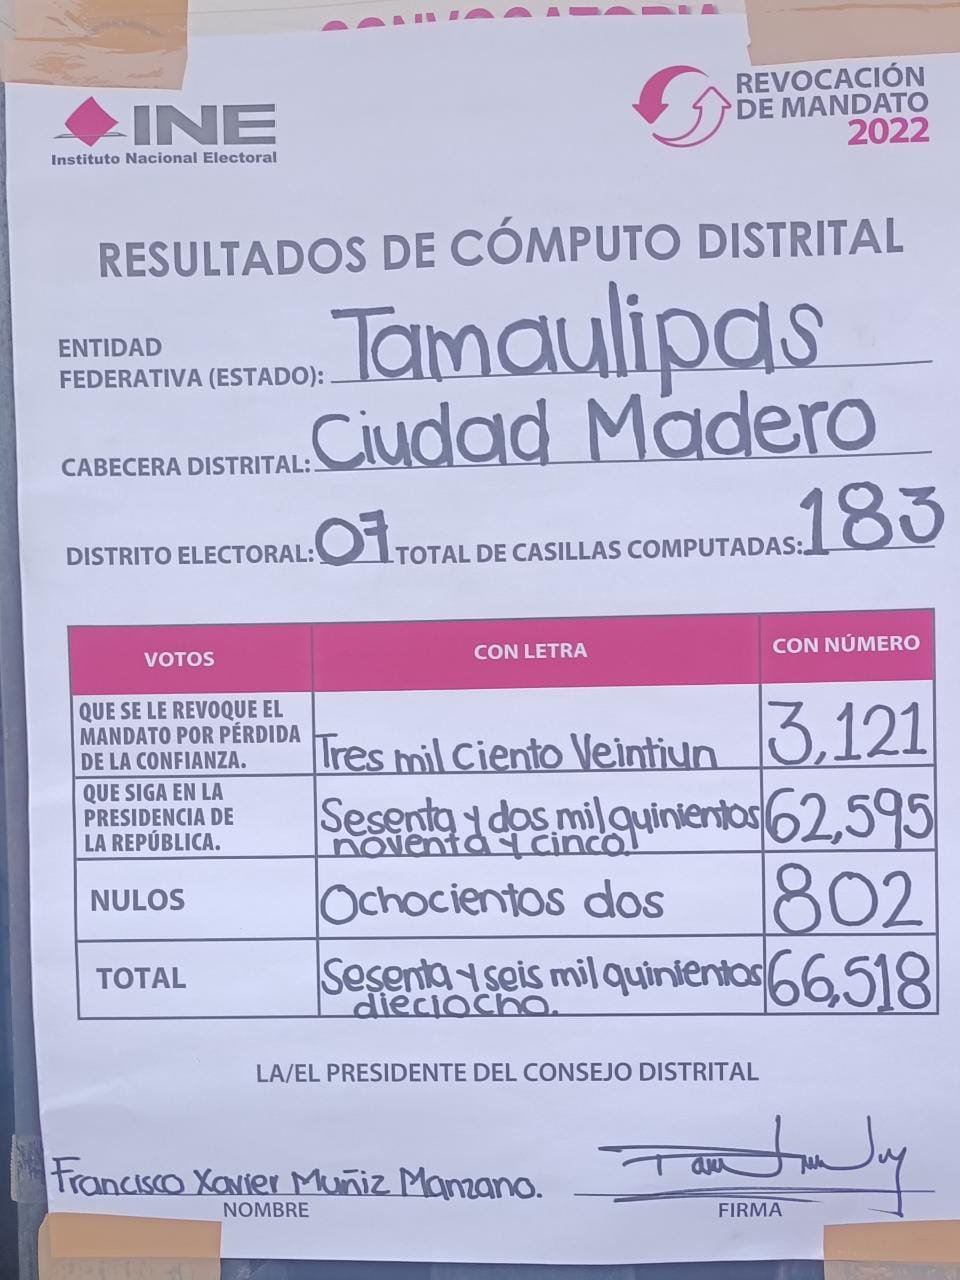 CONVOCATORIA
INE
Instituto Nacional Electoral
REVOCACIÓN
DE MANDATO
2022
RESULTADOS DE CÓMPUTO DISTRITAL
ENTIDAD
FEDERATIVA (ESTADO): Tamaulipas
CABECERA DISTRITAL: Ciudad Madero
DISTRITO ELECTORAL: 07 TOTAL DE CASILLAS COMPUTADAS: 183
VOTOS CON LETRA CON NÚMERO
QUE SE LE REVOQUE EL
MANDATO POR PÉRDIDA
DE LA CONFIANZA.
Tres mil Ciento Veintiun 3,121
QUE SIGA EN LA
PRESIDENCIA DE
LA REPÚBLICA.
Sesenta y dos mil quinientos
noventa y cinco.
62,595
NULOS Ochocientos dos 802
TOTAL Sesenta y seis mil quinientos
dieciocho.
66,518
LA/EL PRESIDENTE DEL CONSEJO DISTRITAL
Francisco Xavier Muñiz Manzano.
NOMBRE FIRMA